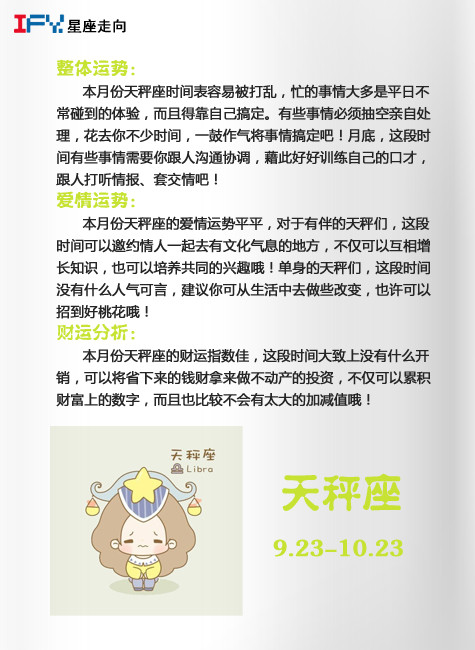 IFY. 星座走向
整体运势：
本月份天秤座时间表容易被打乱，忙的事情大多是平日不
常碰到的体验，而且得靠自己搞定。有些事情必须抽空亲自处
理，花去你不少时间，一鼓作气将事情搞定吧！月底，这段时
间有些事情需要你跟人沟通协调，藉此好好训练自己的口才，
跟人打听情报、套交情吧！
爱情运势：
本月份天秤座的爱情运势平平，对于有伴的天秤们，这段
时间可以邀约情人一起去有文化气息的地方，不仅可以互相增
长知识，也可以培养共同的兴趣哦！单身的天秤们，这段时间
没有什么人气可言，建议你可从生活中去做些改变，也许可以
招到好桃花哦！
财运分析：
本月份天秤座的财运指数佳，这段时间大致上没有什么开
销，可以将省下来的钱财拿来做不动产的投资，不仅可以累积
财富上的数字，而且也比较不会有太大的加减值哦！
天秤座
Libra
天秤座
9.23-10.23